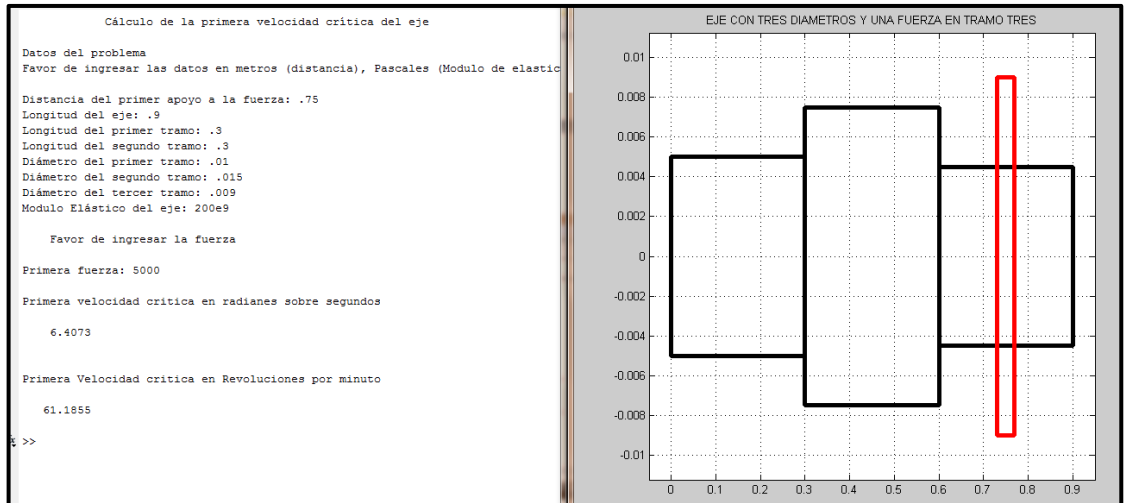 Cálculo de la primera velocidad crítica del eje
Datos del problema
Favor de ingresar las datos en metros (distancia), Pascales (Modulo de elastic
Distancia del primer apoyo a la fuerza: .75
Longitud del eje: .9
Longitud del primer tramo: .3
Longitud del segundo tramo: .3
Diámetro del primer tramo: .01
Diámetro del segundo tramo: .015
Diámetro del tercer tramo: .009
Modulo Elástico del eje: 200e9
Favor de ingresar la fuerza
Primera fuerza: 5000
Primera velocidad critica en radianes sobre segundos
6.4073
Primera Velocidad critica en Revoluciones por minuto
61.1855
>>
EJE CON TRES DIAMETROS Y UNA FUERZA EN TRAMO TRES
0.01
0.008
0.006
0.004
0.002
0
-0.002
-0.004
-0.006
-0.008
-0.01
0 0.1 0.2 0.3 0.4 0.5 0.6 0.7 0.8 0.9